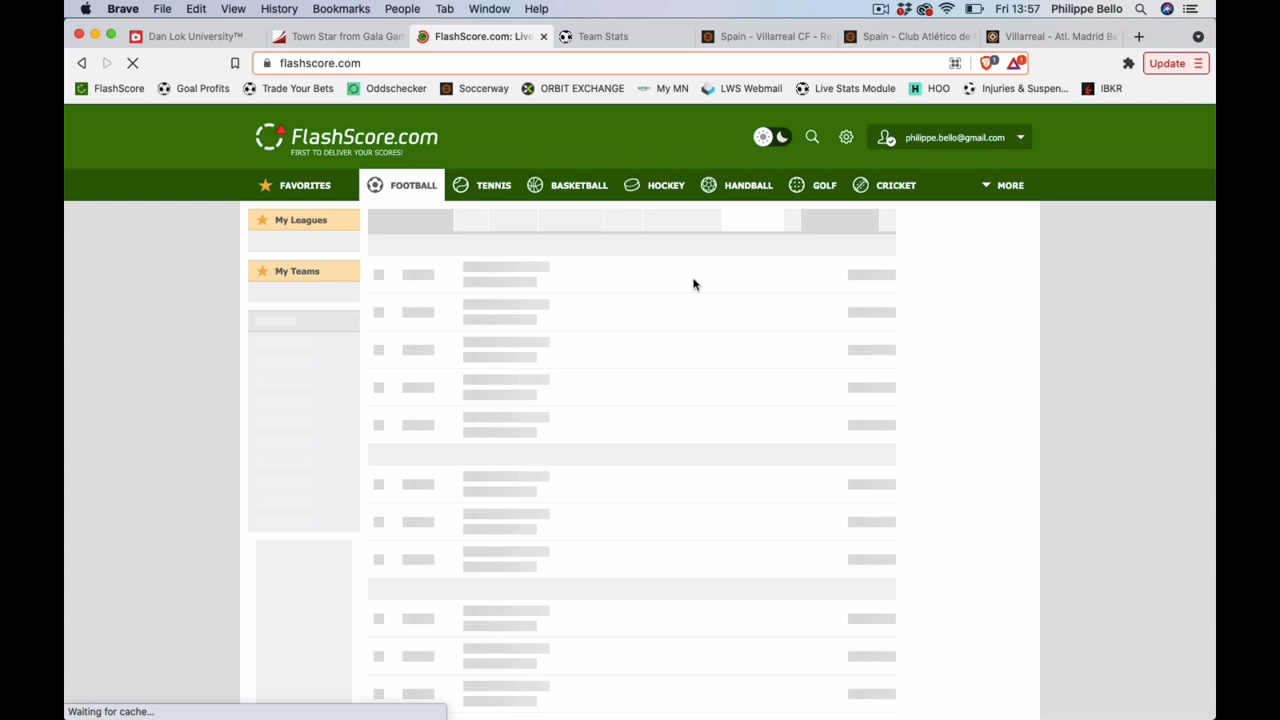 Brave File Edit View History Bookmarks People Tab Window Help Fri 13:57 Philippe Bello
Dan Lok University™ Town Star from Gala Gam FlashScore.com: Live Team Stats Spain - Villarreal CF - Re Spain - Club Atlético de Villarreal - Atl. Madrid Be
flashscore.com 1 1 Update
FlashScore Goal Profits Trade Your Bets Oddschecker Soccerway ORBIT EXCHANGE My MN LWS Webmail Live Stats Module HOO Injuries & Suspen... IBKR
FlashScore.com
FIRST TO DELIVER YOUR SCORES!
philippe.bello@gmail.com
FAVORITES FOOTBALL TENNIS BASKETBALL HOCKEY HANDBALL GOLF CRICKET MORE
My Leagues
My Teams
Waiting for cache...